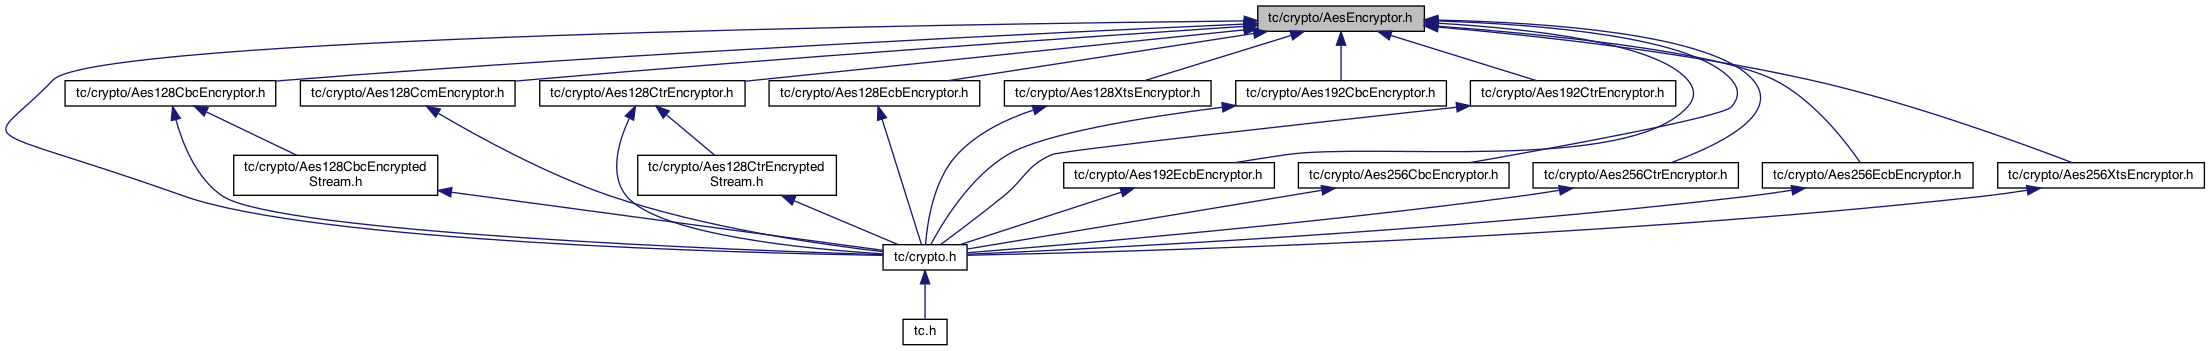 tc/crypto/AesEncryptor.h
tc/crypto/Aes128CbcEncryptor.h
tc/crypto/Aes128CcmEncryptor.h
tc/crypto/Aes128CtrEncryptor.h
tc/crypto/Aes128EcbEncryptor.h
tc/crypto/Aes128XtsEncryptor.h
tc/crypto/Aes192CbcEncryptor.h
tc/crypto/Aes192CtrEncryptor.h
tc/crypto/Aes128CbcEncrypted
Stream.h
tc/crypto/Aes128CtrEncrypted
Stream.h
tc/crypto/Aes192EcbEncryptor.h
tc/crypto/Aes256CbcEncryptor.h
tc/crypto/Aes256CtrEncryptor.h
tc/crypto/Aes256EcbEncryptor.h
tc/crypto/Aes256XtsEncryptor.h
tc/crypto.h
tc.h